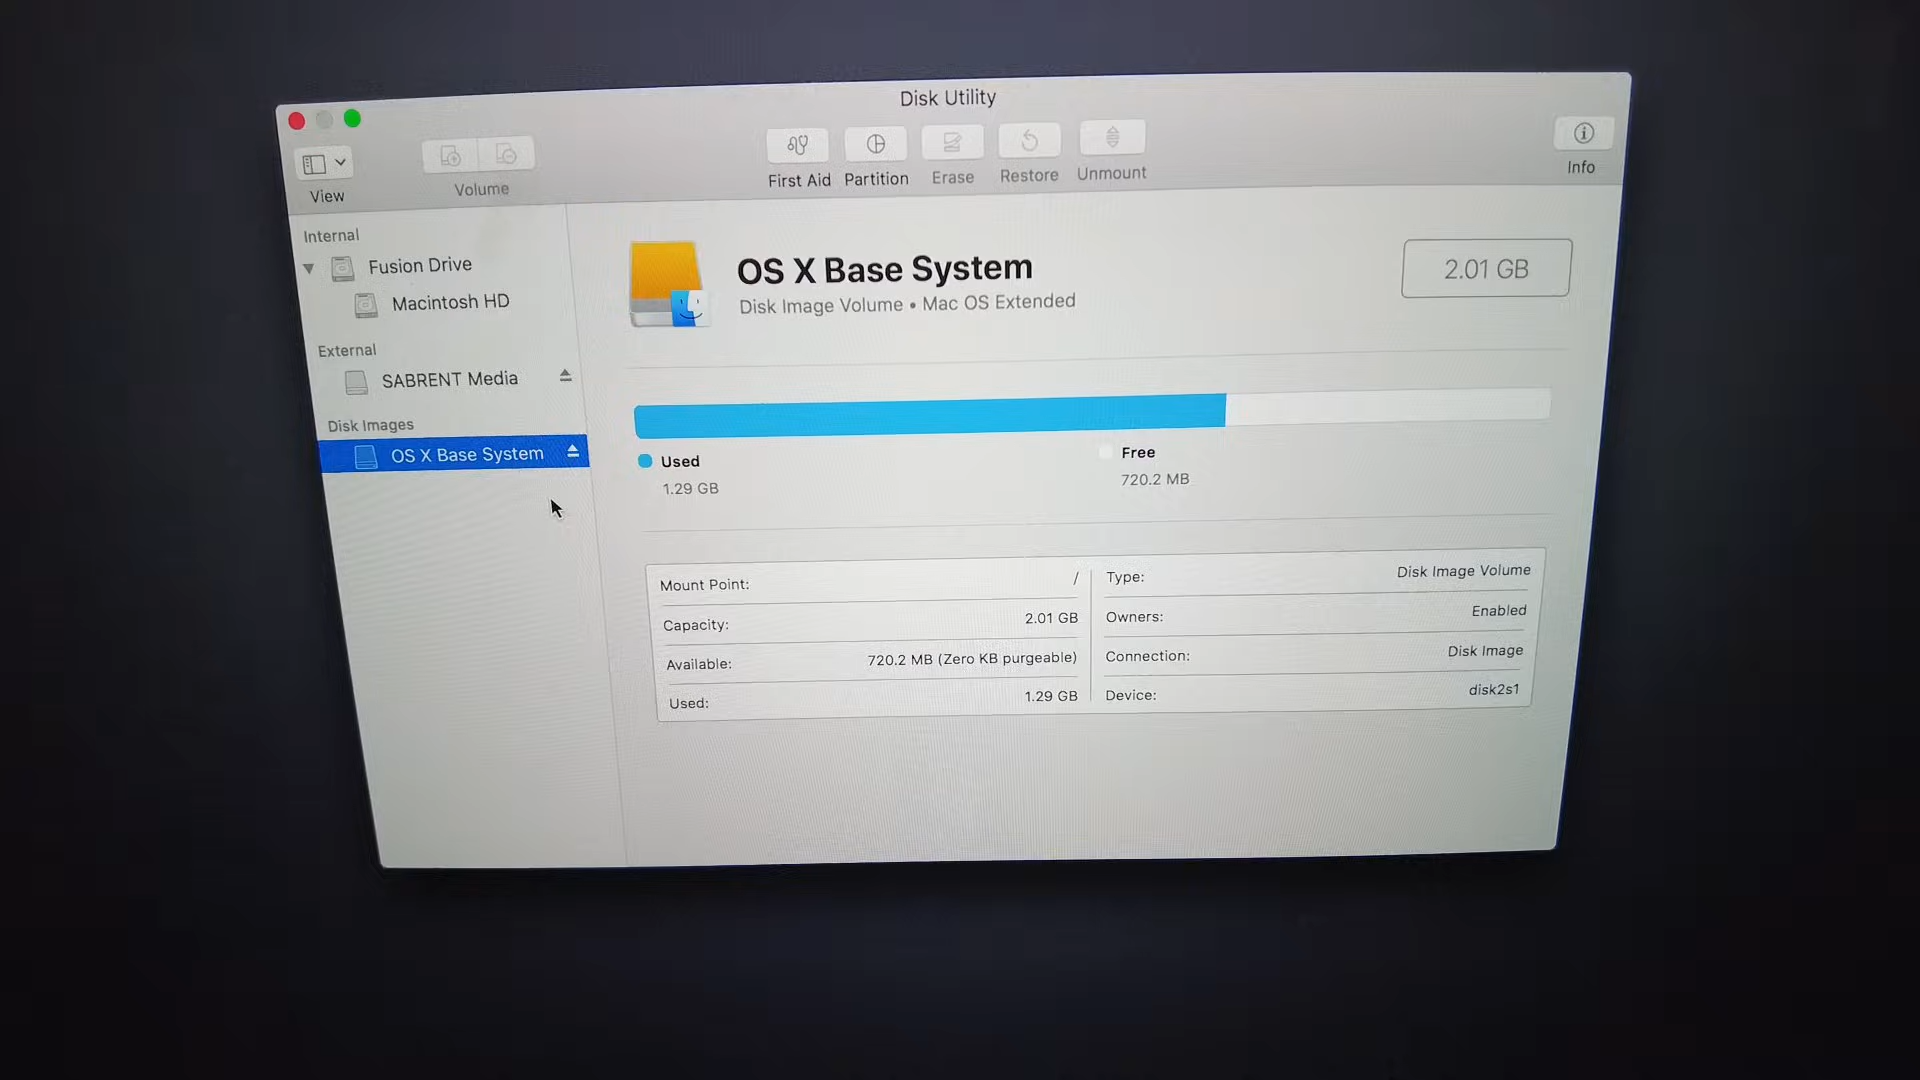 Disk Utility
View
Volume
First Aid
Partition
Erase
Restore
Unmount
Info
Internal
Fusion Drive
Macintosh HD
External
SABRENT Media
Disk Images
OS X Base System
OS X Base System
Disk Image Volume • Mac OS Extended
2.01 GB
Used
1.29 GB
Free
720.2 MB
Mount Point: /
Capacity: 2.01 GB
Available: 720.2 MB (Zero KB purgeable)
Used: 1.29 GB
Type: Disk Image Volume
Owners: Enabled
Connection: Disk Image
Device: disk2s1